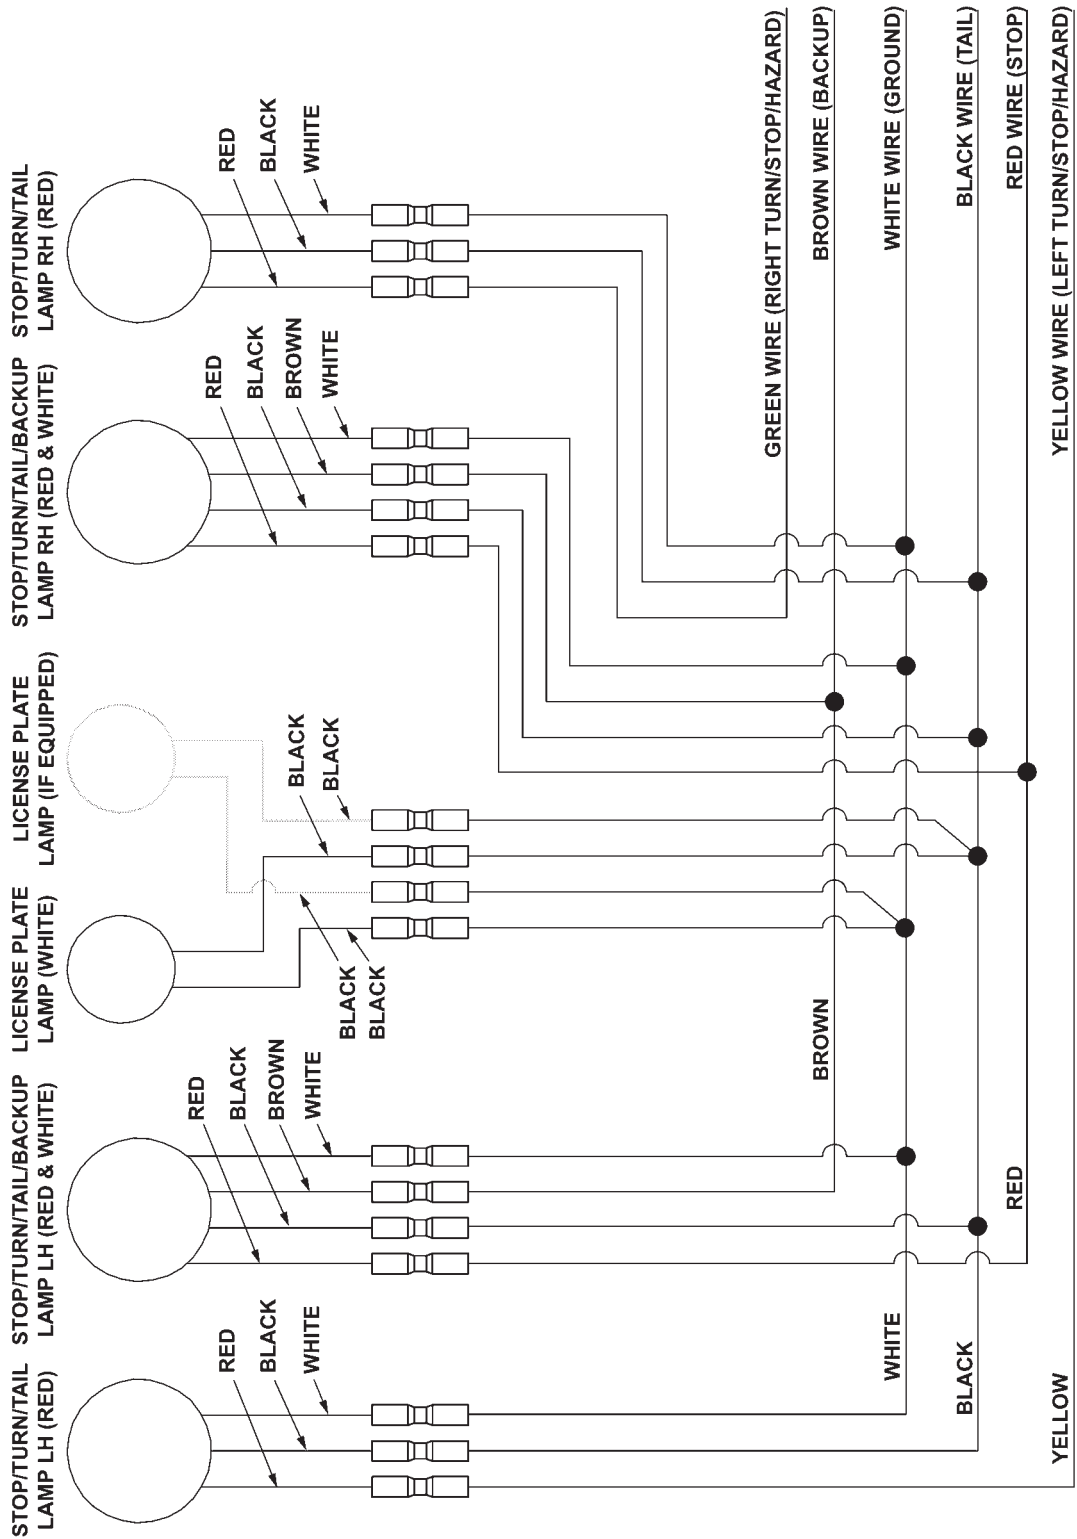 STOP/TURN/TAIL
LAMP LH (RED)
STOP/TURN/TAIL/BACKUP
LAMP LH (RED & WHITE)
LICENSE PLATE
LAMP (WHITE)
LICENSE PLATE
LAMP (IF EQUIPPED)
STOP/TURN/TAIL/BACKUP
LAMP RH (RED & WHITE)
STOP/TURN/TAIL
LAMP RH (RED)
RED
BLACK
WHITE
RED
BLACK
BROWN
WHITE
BLACK
BLACK
BLACK
BLACK
RED
BLACK
BROWN
WHITE
RED
BLACK
WHITE
GREEN WIRE (RIGHT TURN/STOP/HAZARD)
BROWN WIRE (BACKUP)
WHITE WIRE (GROUND)
BLACK WIRE (TAIL)
RED WIRE (STOP)
YELLOW WIRE (LEFT TURN/STOP/HAZARD)
BROWN
WHITE
BLACK
RED
YELLOW